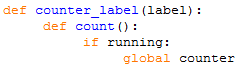 def counter_label(label):
    def count():
        if running:
            global counter